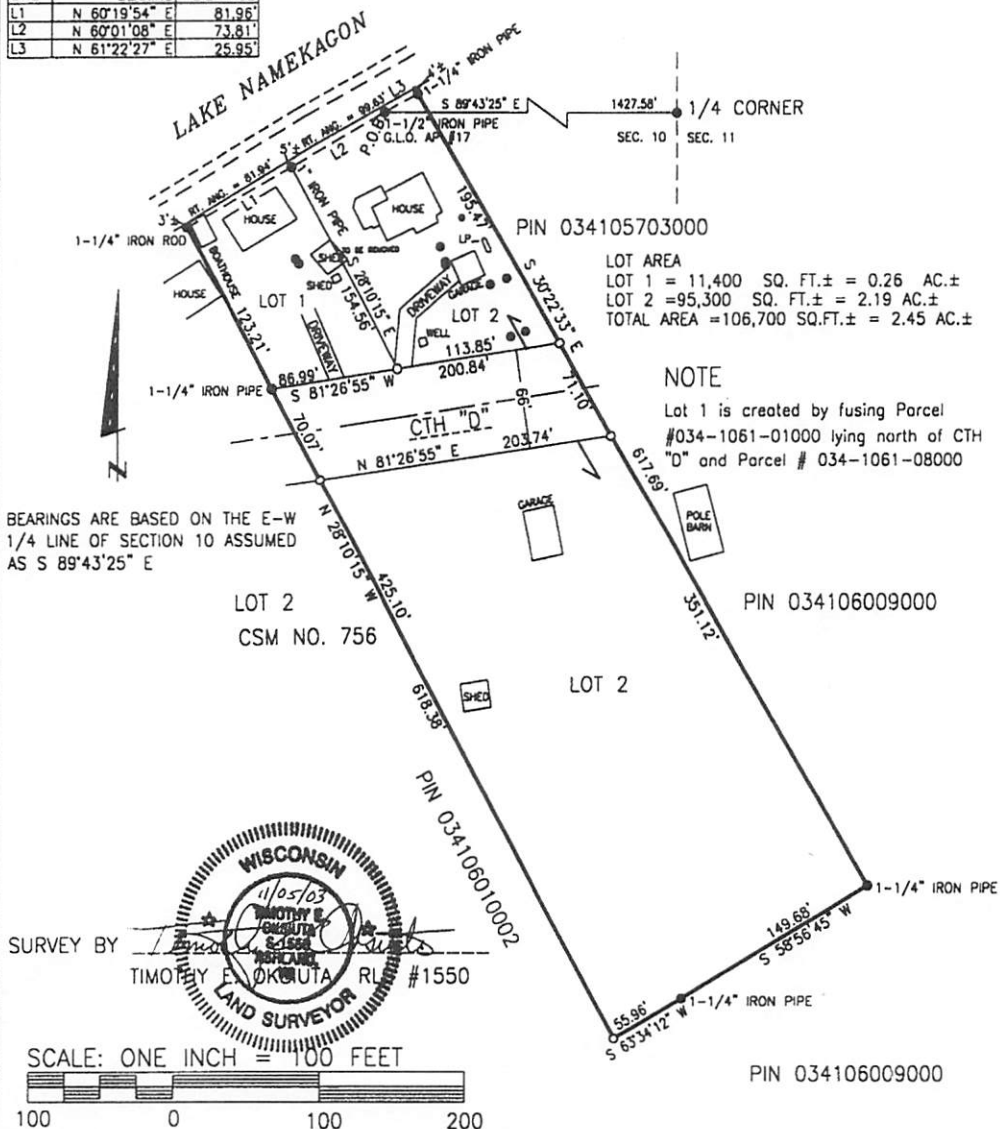 L1 N 60°19'54" E 81.96'
L2 N 60°01'08" E 73.81'
L3 N 61°22'27" E 25.95'
LAKE NAMEKAGON
4'±
1-1/4" IRON PIPE
S 89°43'25" E
1427.58'
1/4 CORNER
SEC. 10
SEC. 11
RT. ANG. = 99.63'
L3
L2
P.O.B.
1-1/2" IRON PIPE
G.L.O. AP #17
5'±
RT. ANG. = 81.94'
L1
3'±
1-1/4" IRON ROD
1" IRON PIPE
HOUSE
HOUSE
BOATHOUSE
HOUSE
SHED
TO BE REMOVED
SHED
LP
GARAGE
DRIVEWAY
DRIVEWAY
WELL
LOT 1
LOT 2
123.21'
S 28°10'15" E
154.56'
195.47'
S 30°22'33" E
PIN 034105703000
LOT AREA
LOT 1 = 11,400 SQ. FT.± = 0.26 AC.±
LOT 2 =95,300 SQ. FT.± = 2.19 AC.±
TOTAL AREA =106,700 SQ.FT.± = 2.45 AC.±
1-1/4" IRON PIPE
86.99'
113.85'
S 81°26'55" W
200.84'
70.07'
71.10'
66'
CTH "D"
N 81°26'55" E
203.74'
NOTE
Lot 1 is created by fusing Parcel
#034-1061-01000 lying north of CTH
"D" and Parcel # 034-1061-08000
N
BEARINGS ARE BASED ON THE E-W
1/4 LINE OF SECTION 10 ASSUMED
AS S 89°43'25" E
617.69'
GARAGE
POLE
BARN
N 28°10'15" W
425.10'
351.12'
LOT 2
CSM NO. 756
PIN 034106009000
SHED
LOT 2
618.38'
PIN 034106010002
1-1/4" IRON PIPE
149.68'
S 58°56'45" W
1-1/4" IRON PIPE
55.96'
S 63°34'12" W
WISCONSIN
11/05/03
TIMOTHY E.
ASHLAND,
LAND SURVEYOR
SURVEY BY
TIMOTHY E. OKSIUTA #1550
SCALE: ONE INCH = 100 FEET
100 0 100 200
PIN 034106009000